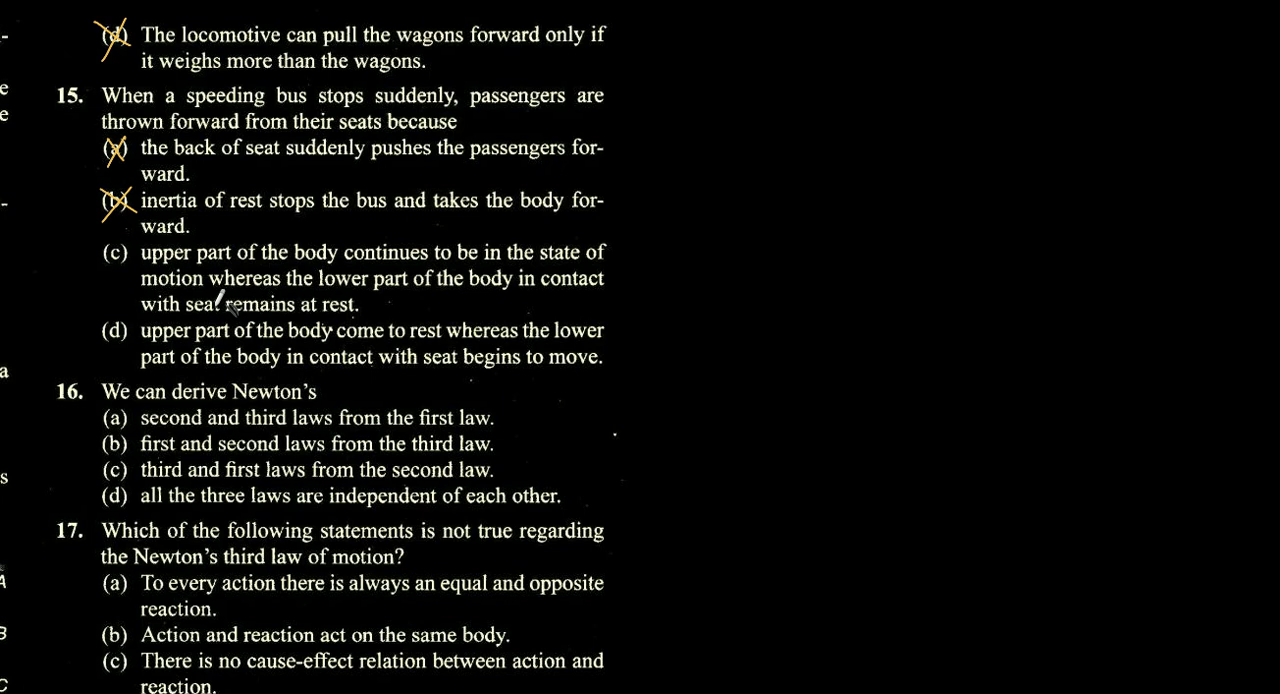 (d) The locomotive can pull the wagons forward only if
it weighs more than the wagons.
15. When a speeding bus stops suddenly, passengers are
thrown forward from their seats because
(a) the back of seat suddenly pushes the passengers for-
ward.
(b) inertia of rest stops the bus and takes the body for-
ward.
(c) upper part of the body continues to be in the state of
motion whereas the lower part of the body in contact
with seat remains at rest.
(d) upper part of the body come to rest whereas the lower
part of the body in contact with seat begins to move.
16. We can derive Newton's
(a) second and third laws from the first law.
(b) first and second laws from the third law.
(c) third and first laws from the second law.
(d) all the three laws are independent of each other.
17. Which of the following statements is not true regarding
the Newton's third law of motion?
(a) To every action there is always an equal and opposite
reaction.
(b) Action and reaction act on the same body.
(c) There is no cause-effect relation between action and
reaction.